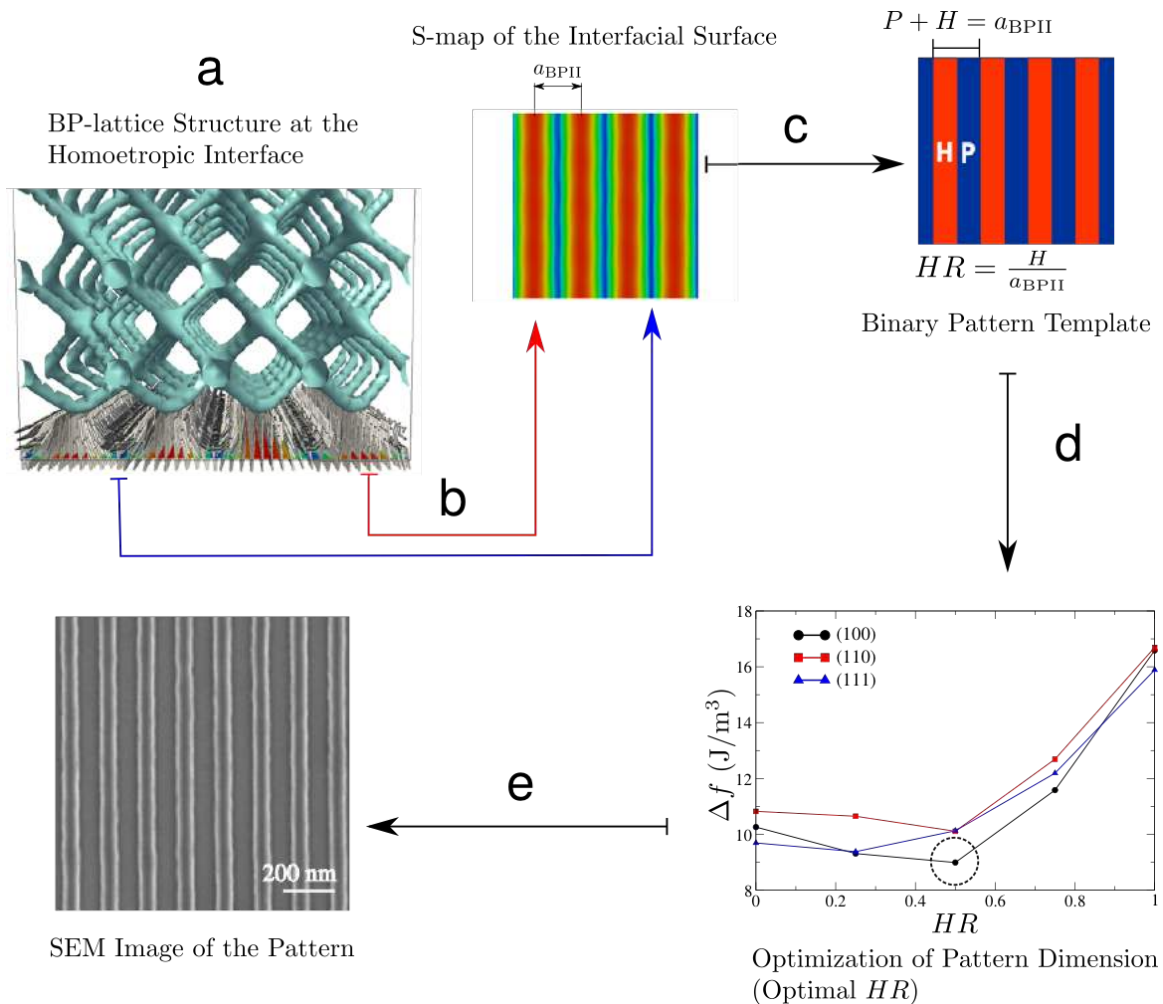 a
BP-lattice Structure at the
Homoetropic Interface
b
S-map of the Interfacial Surface
a_BPII
c
P + H = a_BPII
H P
HR = H / a_BPII
Binary Pattern Template
d
18
16
14
12
10
8
Δf (J/m³)
(100)
(110)
(111)
0 0.2 0.4 0.6 0.8 1
HR
Optimization of Pattern Dimension
(Optimal HR)
e
200 nm
SEM Image of the Pattern